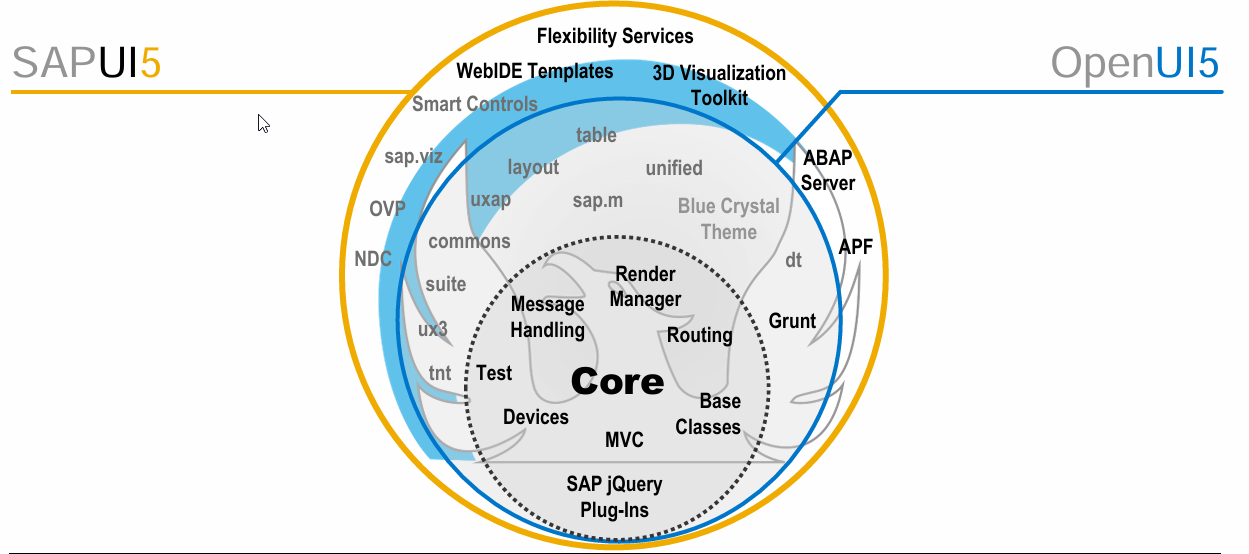 Flexibility Services
SAPUI5
OpenUI5
WebIDE Templates
3D Visualization
Toolkit
Smart Controls
table
sap.viz
layout
unified
ABAP
Server
OVP
uxap
sap.m
Blue Crystal
Theme
NDC
commons
dt
APF
suite
Render
Manager
Message
Handling
ux3
Routing
Grunt
tnt
Test
Core
Devices
Base
Classes
MVC
SAP jQuery
Plug-Ins